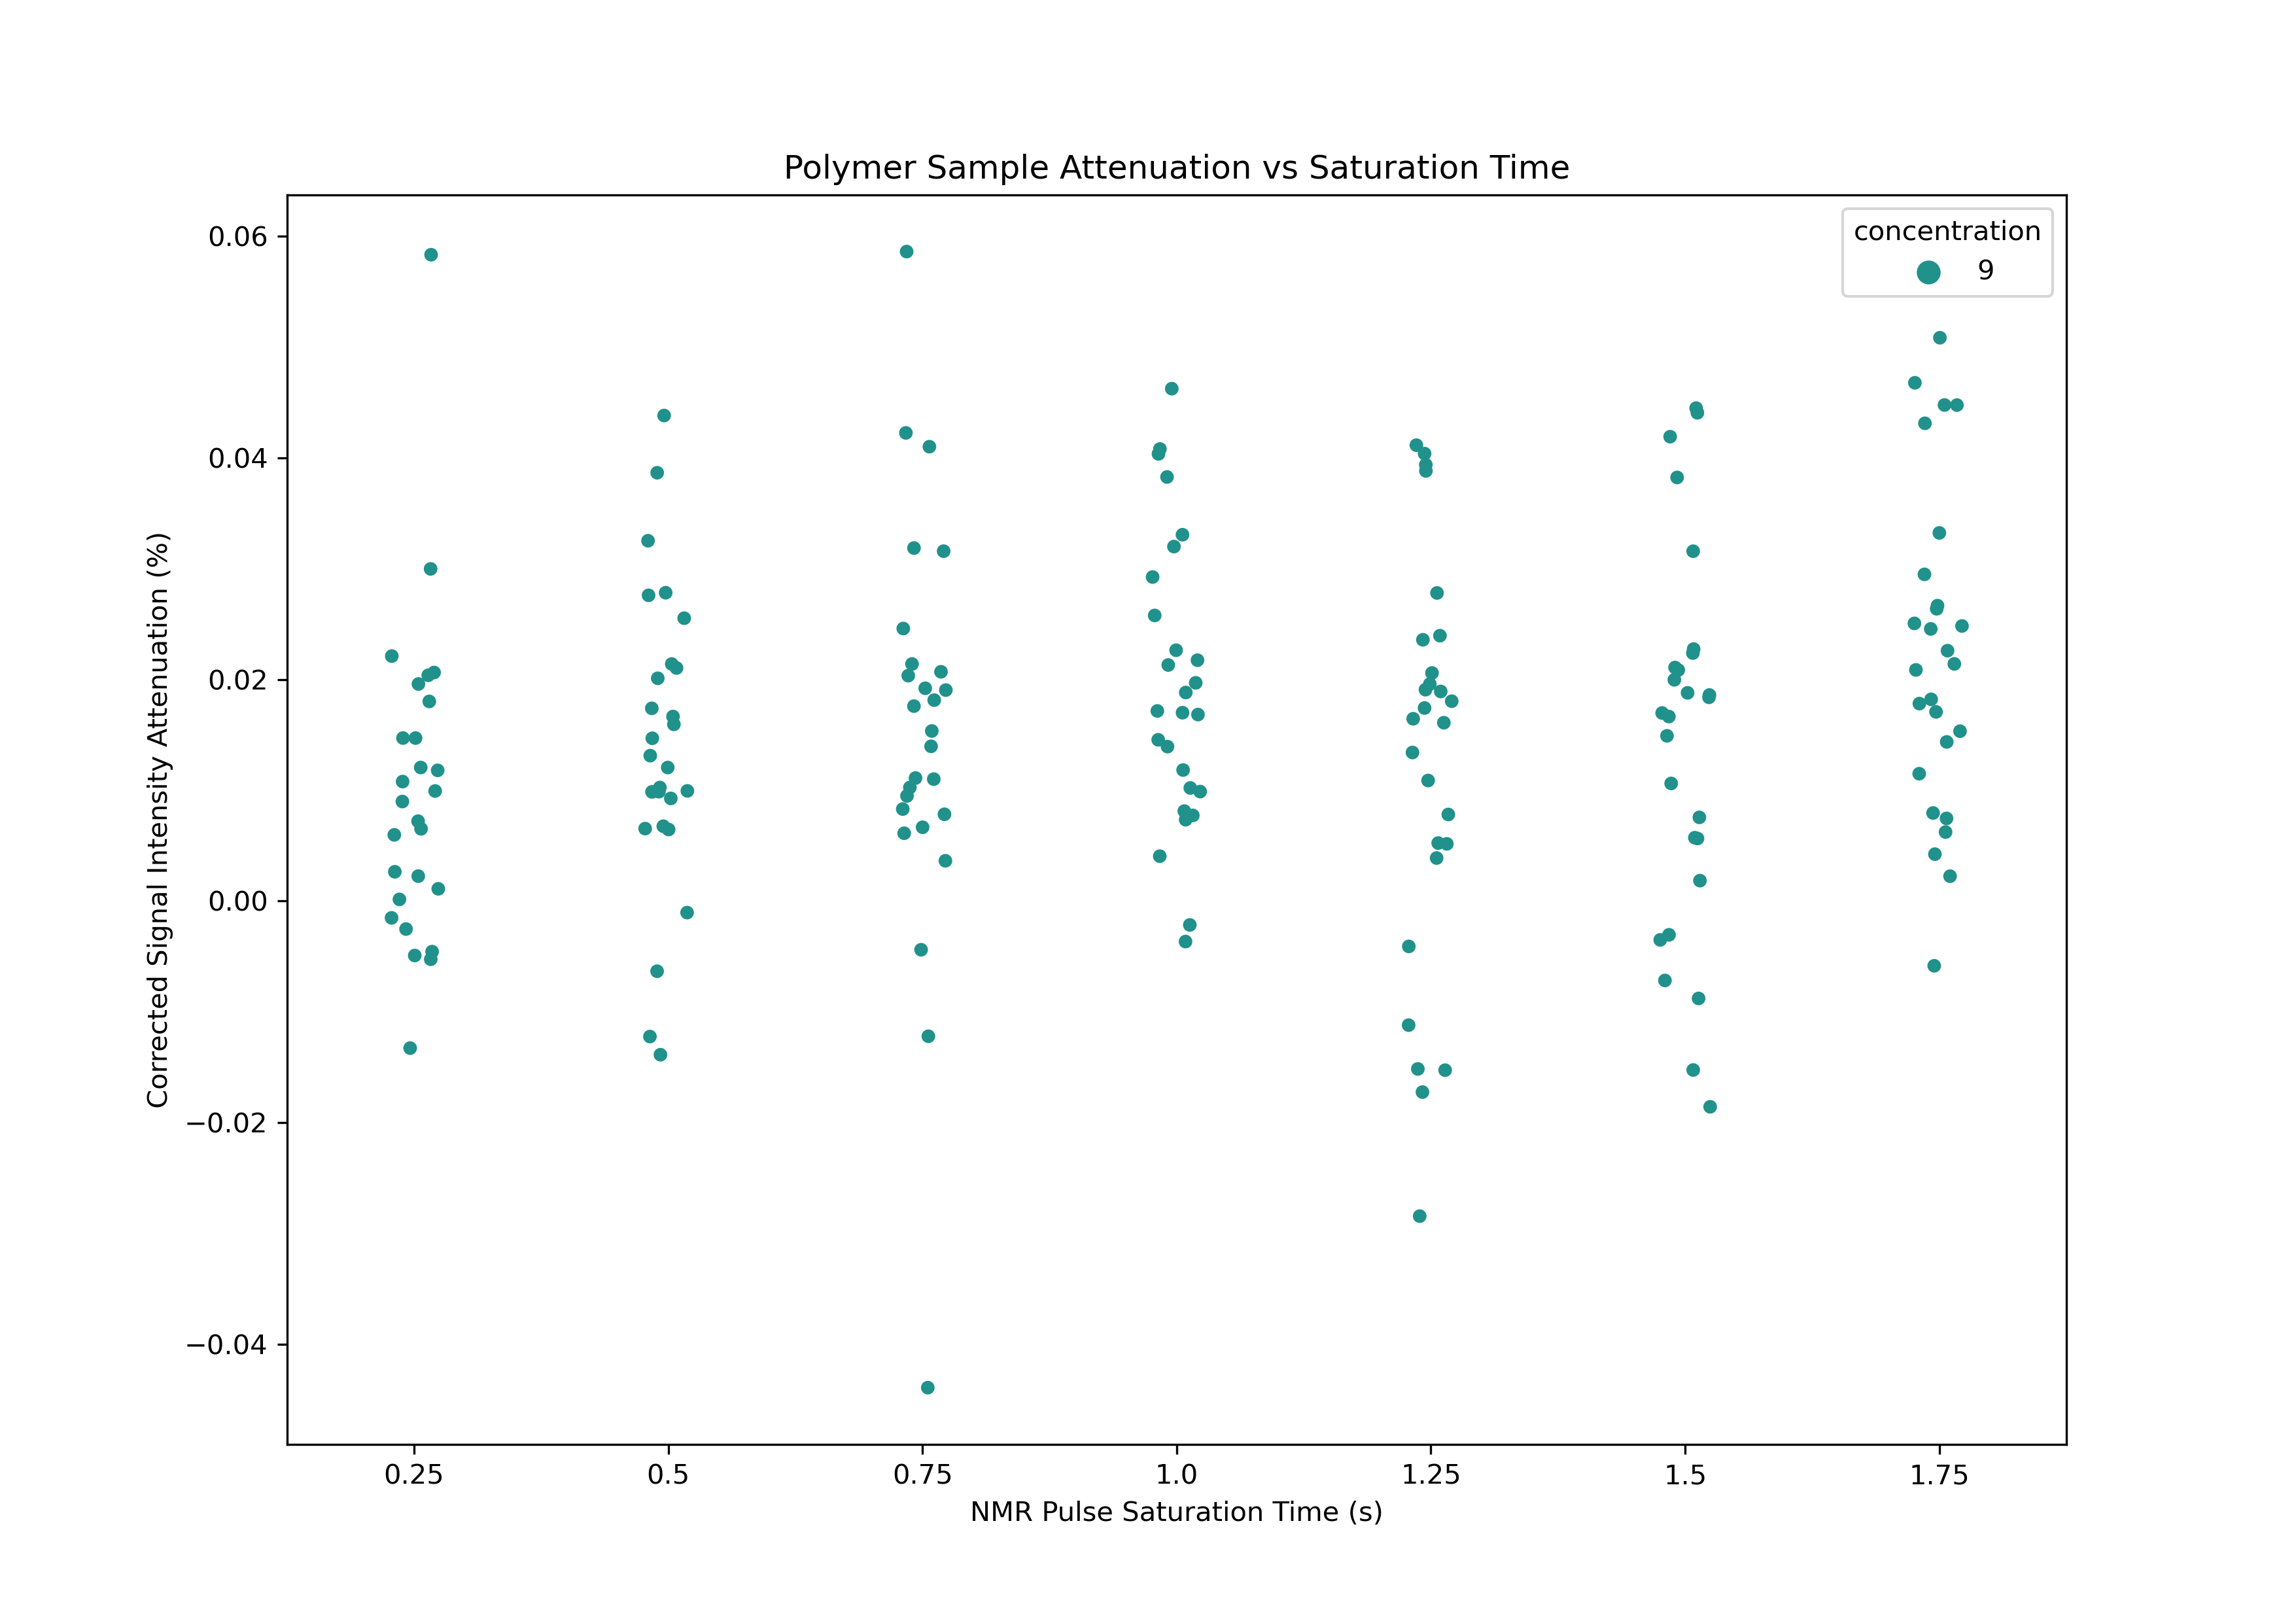 Polymer Sample Attenuation vs Saturation Time
concentration
9
0.06
0.04
0.02
0.00
−0.02
−0.04
Corrected Signal Intensity Attenuation (%)
0.25 0.5 0.75 1.0 1.25 1.5 1.75
NMR Pulse Saturation Time (s)